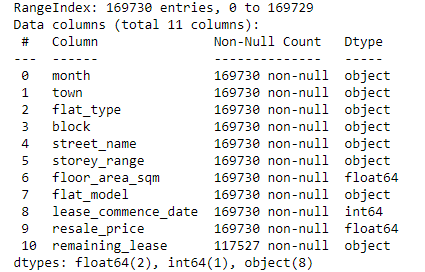 RangeIndex: 169730 entries, 0 to 169729
Data columns (total 11 columns):
 #   Column               Non-Null Count   Dtype
---  ------               --------------   -----
 0   month                169730 non-null  object
 1   town                 169730 non-null  object
 2   flat_type            169730 non-null  object
 3   block                169730 non-null  object
 4   street_name          169730 non-null  object
 5   storey_range         169730 non-null  object
 6   floor_area_sqm       169730 non-null  float64
 7   flat_model           169730 non-null  object
 8   lease_commence_date  169730 non-null  int64
 9   resale_price         169730 non-null  float64
 10  remaining_lease      117527 non-null  object
dtypes: float64(2), int64(1), object(8)